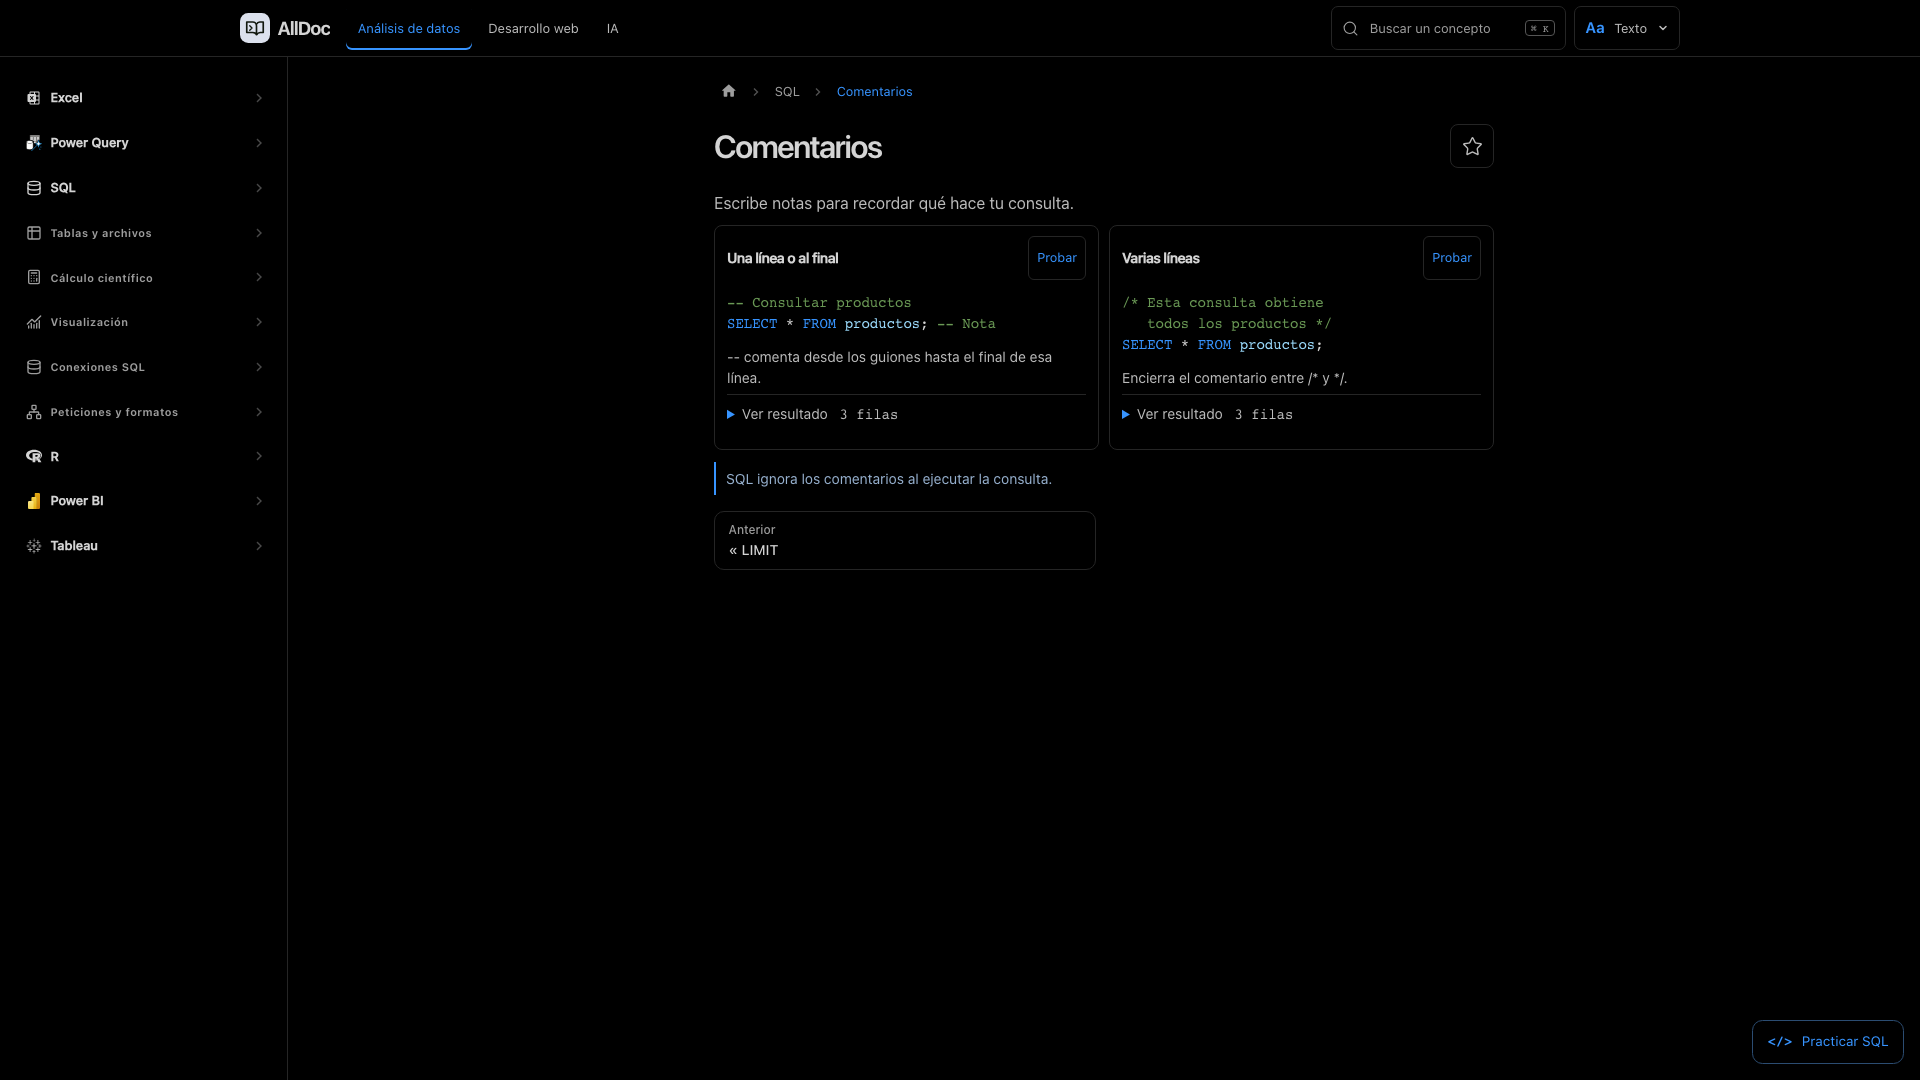 AllDoc
Análisis de datos
Desarrollo web
IA
Buscar un concepto
⌘ K
Aa Texto
Excel
Power Query
SQL
Tablas y archivos
Cálculo científico
Visualización
Conexiones SQL
Peticiones y formatos
R
Power BI
Tableau
SQL
Comentarios
Comentarios
Escribe notas para recordar qué hace tu consulta.
Una línea o al final
Probar
-- Consultar productos
SELECT * FROM productos; -- Nota
-- comenta desde los guiones hasta el final de esa
línea.
Ver resultado 3 filas
Varias líneas
Probar
/* Esta consulta obtiene
todos los productos */
SELECT * FROM productos;
Encierra el comentario entre /* y */.
Ver resultado 3 filas
SQL ignora los comentarios al ejecutar la consulta.
Anterior
« LIMIT
</> Practicar SQL